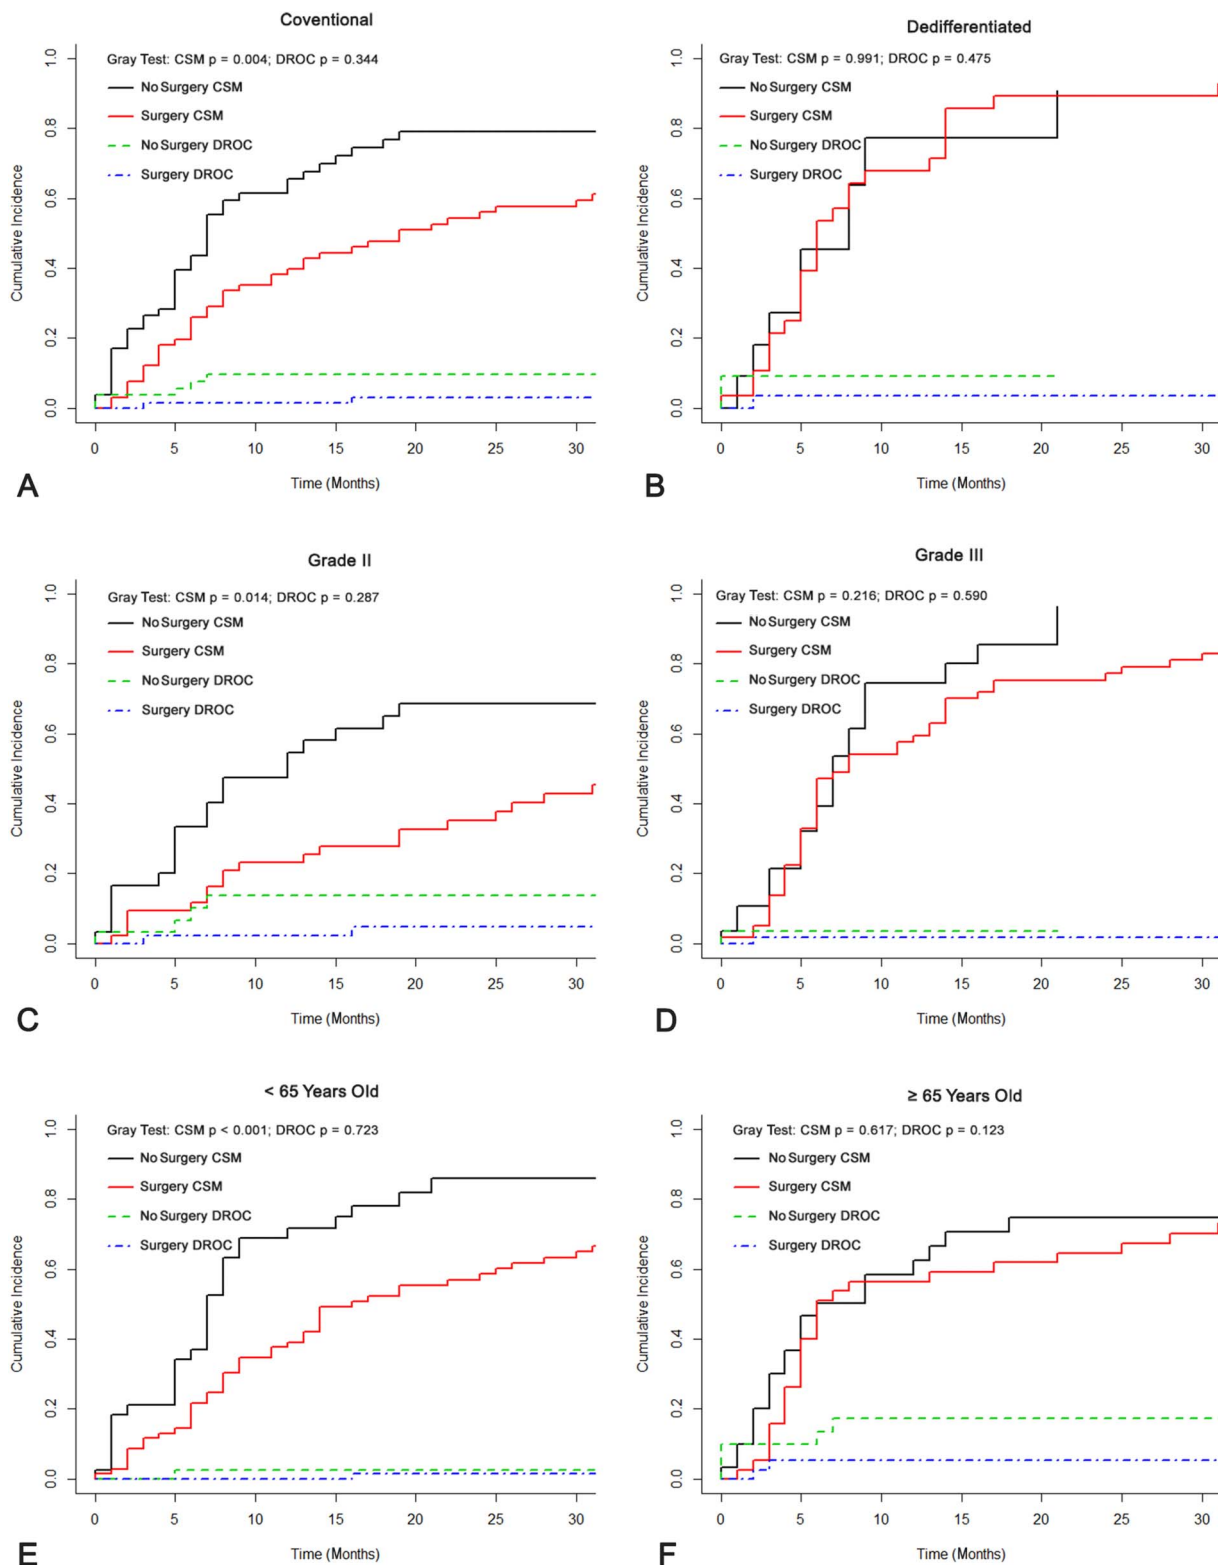 Coventional
Gray Test: CSM p = 0.004; DROC p = 0.344
No Surgery CSM
Surgery CSM
No Surgery DROC
Surgery DROC
Cumulative Incidence
1.0
0.8
0.6
0.4
0.2
0.0
0 5 10 15 20 25 30
Time (Months)
A
Dedifferentiated
Gray Test: CSM p = 0.991; DROC p = 0.475
No Surgery CSM
Surgery CSM
No Surgery DROC
Surgery DROC
Cumulative Incidence
1.0
0.8
0.6
0.4
0.2
0.0
0 5 10 15 20 25 30
Time (Months)
B
Grade II
Gray Test: CSM p = 0.014; DROC p = 0.287
No Surgery CSM
Surgery CSM
No Surgery DROC
Surgery DROC
Cumulative Incidence
1.0
0.8
0.6
0.4
0.2
0.0
0 5 10 15 20 25 30
Time (Months)
C
Grade III
Gray Test: CSM p = 0.216; DROC p = 0.590
No Surgery CSM
Surgery CSM
No Surgery DROC
Surgery DROC
Cumulative Incidence
1.0
0.8
0.6
0.4
0.2
0.0
0 5 10 15 20 25 30
Time (Months)
D
< 65 Years Old
Gray Test: CSM p < 0.001; DROC p = 0.723
No Surgery CSM
Surgery CSM
No Surgery DROC
Surgery DROC
Cumulative Incidence
1.0
0.8
0.6
0.4
0.2
0.0
0 5 10 15 20 25 30
Time (Months)
E
≥ 65 Years Old
Gray Test: CSM p = 0.617; DROC p = 0.123
No Surgery CSM
Surgery CSM
No Surgery DROC
Surgery DROC
Cumulative Incidence
1.0
0.8
0.6
0.4
0.2
0.0
0 5 10 15 20 25 30
Time (Months)
F